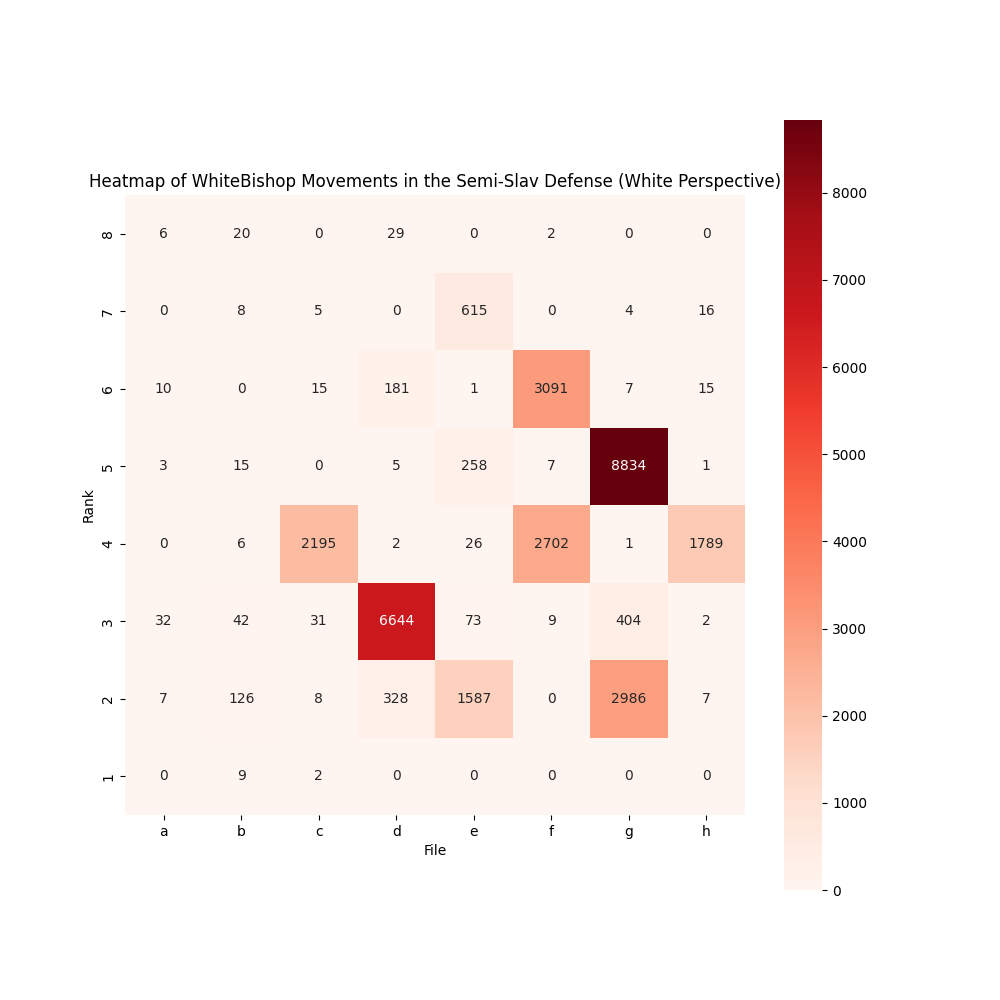 Heatmap of WhiteBishop Movements in the Semi-Slav Defense (White Perspective)
8 6 20 0 29 0 2 0 0
7 0 8 5 0 615 0 4 16
6 10 0 15 181 1 3091 7 15
5 3 15 0 5 258 7 8834 1
Rank
4 0 6 2195 2 26 2702 1 1789
3 32 42 31 6644 73 9 404 2
2 7 126 8 328 1587 0 2986 7
1 0 9 2 0 0 0 0 0
a b c d e f g h
File
8000
7000
6000
5000
4000
3000
2000
1000
0